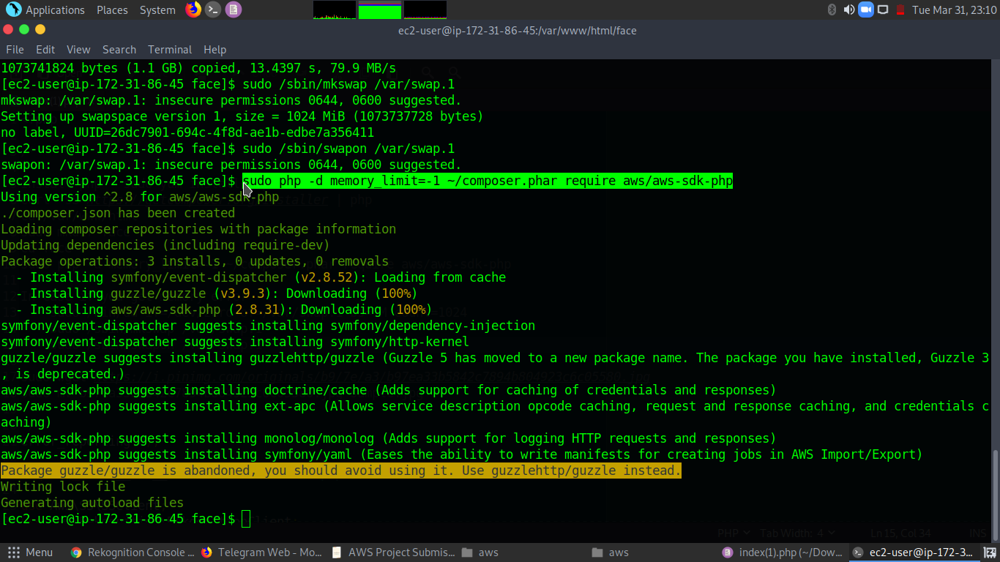 Applications Places System Tue Mar 31, 23:10
ec2-user@ip-172-31-86-45:/var/www/html/face
File Edit View Search Terminal Help
1073741824 bytes (1.1 GB) copied, 13.4397 s, 79.9 MB/s
[ec2-user@ip-172-31-86-45 face]$ sudo /sbin/mkswap /var/swap.1
mkswap: /var/swap.1: insecure permissions 0644, 0600 suggested.
Setting up swapspace version 1, size = 1024 MiB (1073737728 bytes)
no label, UUID=26dc7901-694c-4f8d-ae1b-edbe7a356411
[ec2-user@ip-172-31-86-45 face]$ sudo /sbin/swapon /var/swap.1
swapon: /var/swap.1: insecure permissions 0644, 0600 suggested.
[ec2-user@ip-172-31-86-45 face]$ sudo php -d memory_limit=-1 ~/composer.phar require aws/aws-sdk-php
Using version ^2.8 for aws/aws-sdk-php
./composer.json has been created
Loading composer repositories with package information
Updating dependencies (including require-dev)
Package operations: 3 installs, 0 updates, 0 removals
- Installing symfony/event-dispatcher (v2.8.52): Loading from cache
- Installing guzzle/guzzle (v3.9.3): Downloading (100%)
- Installing aws/aws-sdk-php (2.8.31): Downloading (100%)
symfony/event-dispatcher suggests installing symfony/dependency-injection
symfony/event-dispatcher suggests installing symfony/http-kernel
guzzle/guzzle suggests installing guzzlehttp/guzzle (Guzzle 5 has moved to a new package name. The package you have installed, Guzzle 3
, is deprecated.)
aws/aws-sdk-php suggests installing doctrine/cache (Adds support for caching of credentials and responses)
aws/aws-sdk-php suggests installing ext-apc (Allows service description opcode caching, request and response caching, and credentials c
aching)
aws/aws-sdk-php suggests installing monolog/monolog (Adds support for logging HTTP requests and responses)
aws/aws-sdk-php suggests installing symfony/yaml (Eases the ability to write manifests for creating jobs in AWS Import/Export)
Package guzzle/guzzle is abandoned, you should avoid using it. Use guzzlehttp/guzzle instead.
Writing lock file
Generating autoload files
[ec2-user@ip-172-31-86-45 face]$
PHP Tab Width: 4 Ln 15, Col 34 INS
Menu Rekognition Console ... Telegram Web - Mo... AWS Project Submis... aws aws index(1).php (~/Dow... ec2-user@ip-172-3...